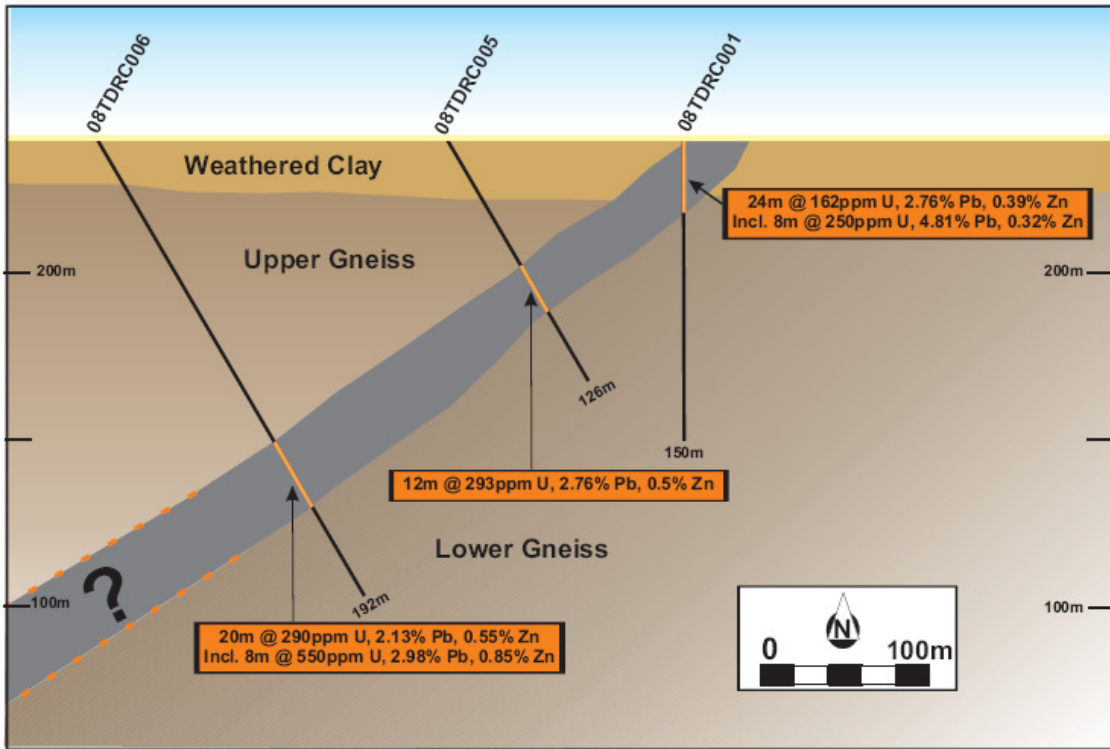 08TDRC006
08TDRC005
08TDRC001
Weathered Clay
24m @ 162ppm U, 2.76% Pb, 0.39% Zn
Incl. 8m @ 250ppm U, 4.81% Pb, 0.32% Zn
Upper Gneiss
200m
200m
126m
150m
12m @ 293ppm U, 2.76% Pb, 0.5% Zn
Lower Gneiss
?
100m
100m
192m
20m @ 290ppm U, 2.13% Pb, 0.55% Zn
Incl. 8m @ 550ppm U, 2.98% Pb, 0.85% Zn
N
0 100m